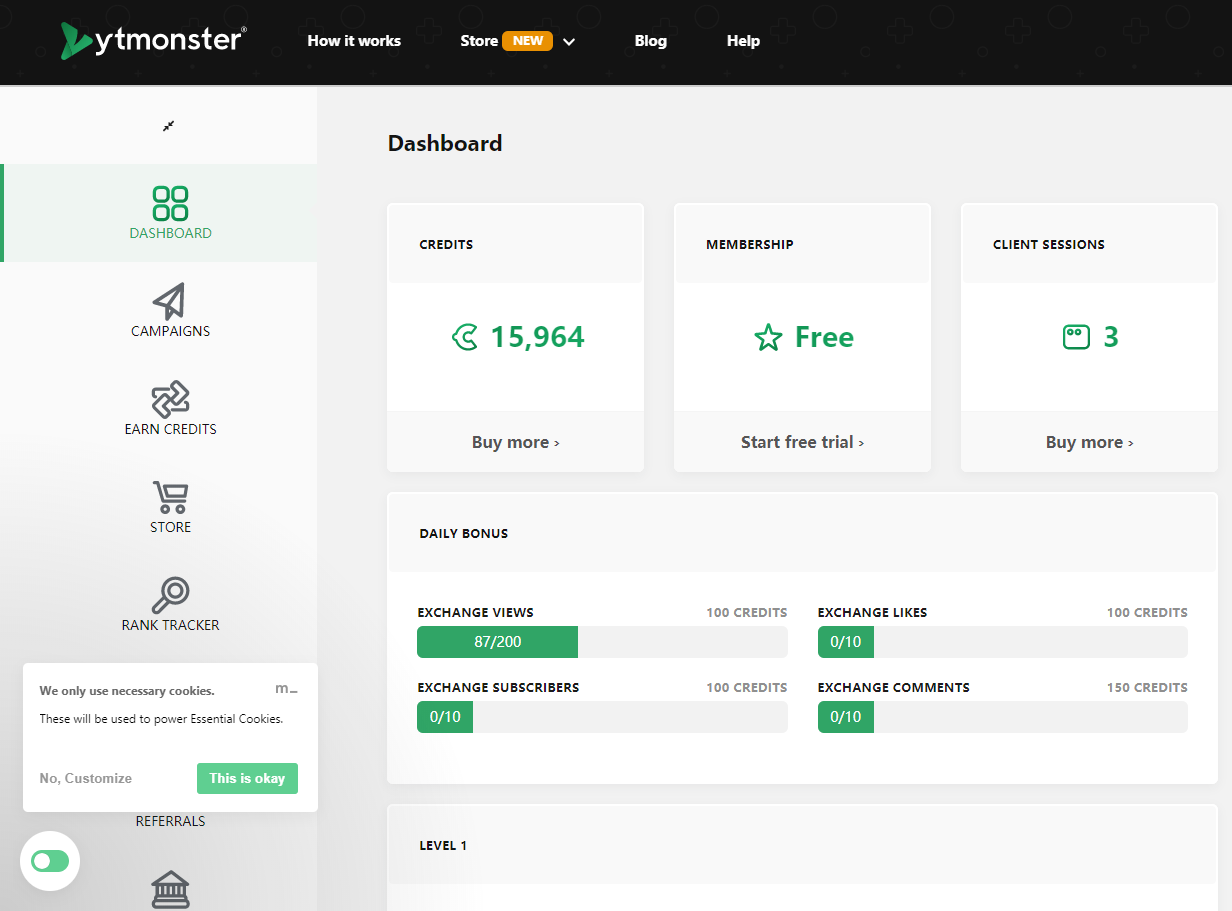 ytmonster®
How it works
Store NEW
Blog
Help
DASHBOARD
CAMPAIGNS
EARN CREDITS
STORE
RANK TRACKER
We only use necessary cookies.
m_
These will be used to power Essential Cookies.
No, Customize
This is okay
REFERRALS
Dashboard
CREDITS
15,964
Buy more ›
MEMBERSHIP
Free
Start free trial ›
CLIENT SESSIONS
3
Buy more ›
DAILY BONUS
EXCHANGE VIEWS 100 CREDITS
87/200
EXCHANGE LIKES 100 CREDITS
0/10
EXCHANGE SUBSCRIBERS 100 CREDITS
0/10
EXCHANGE COMMENTS 150 CREDITS
0/10
LEVEL 1